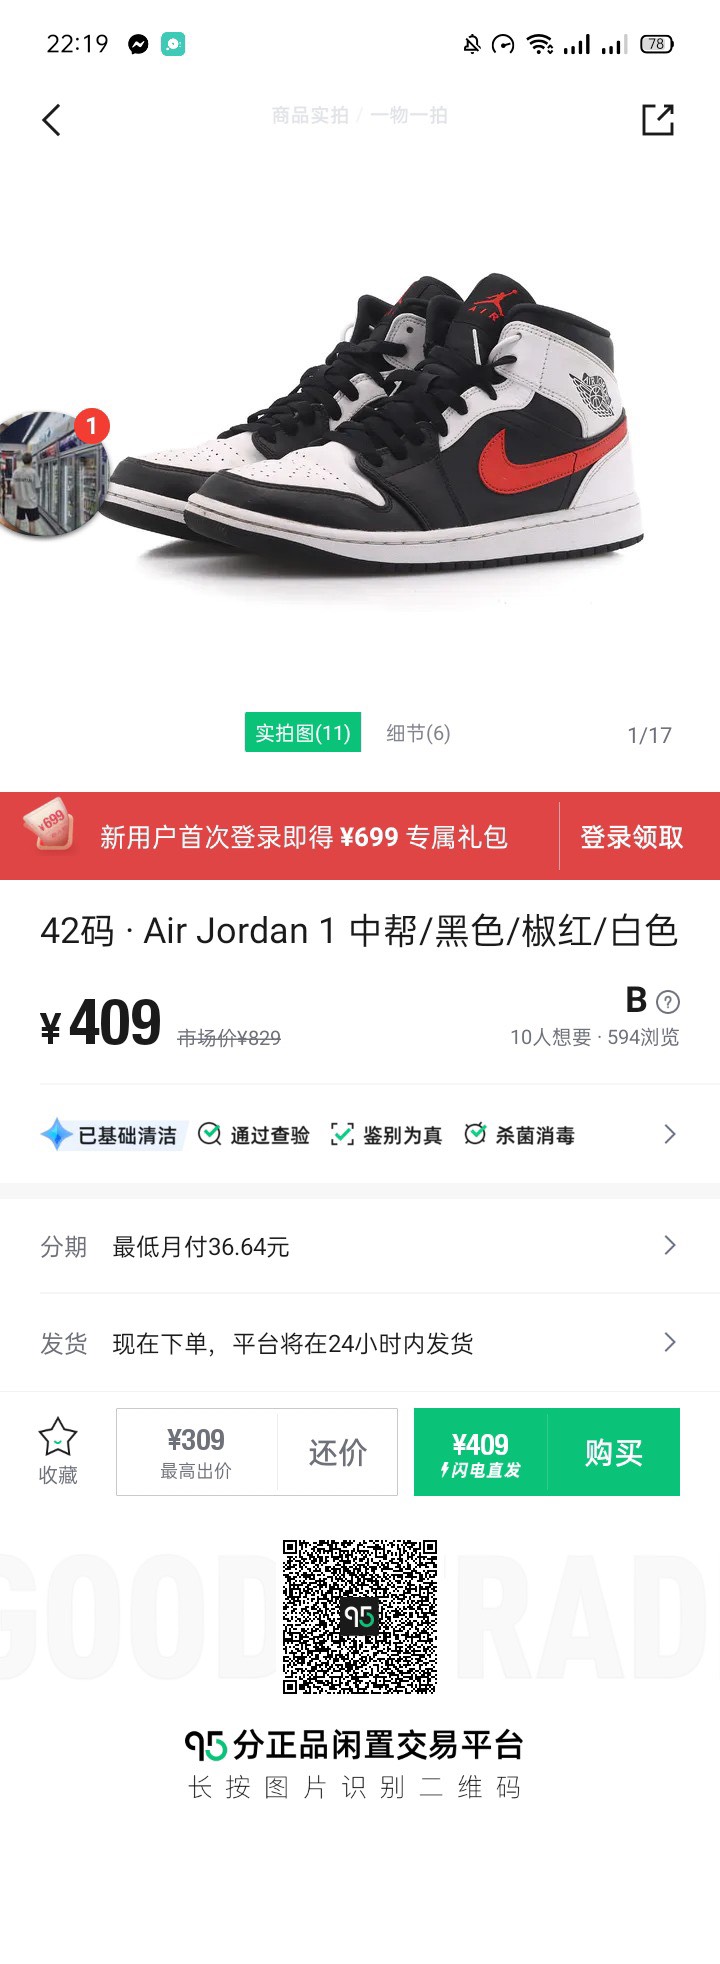 22:19
78
商品实拍 / 一物一拍
AIR
1
实拍图(11) 细节(6) 1/17
¥699
新用户首次登录即得 ¥699 专属礼包 登录领取
42码 · Air Jordan 1 中帮/黑色/椒红/白色
¥409 市场价¥829
B ?
10人想要 · 594浏览
已基础清洁 通过查验 鉴别为真 杀菌消毒
分期 最低月付36.64元
发货 现在下单，平台将在24小时内发货
收藏
¥309
最高出价
还价
¥409
闪电直发
购买
GOOD RAD
95
95分正品闲置交易平台
长按图片识别二维码